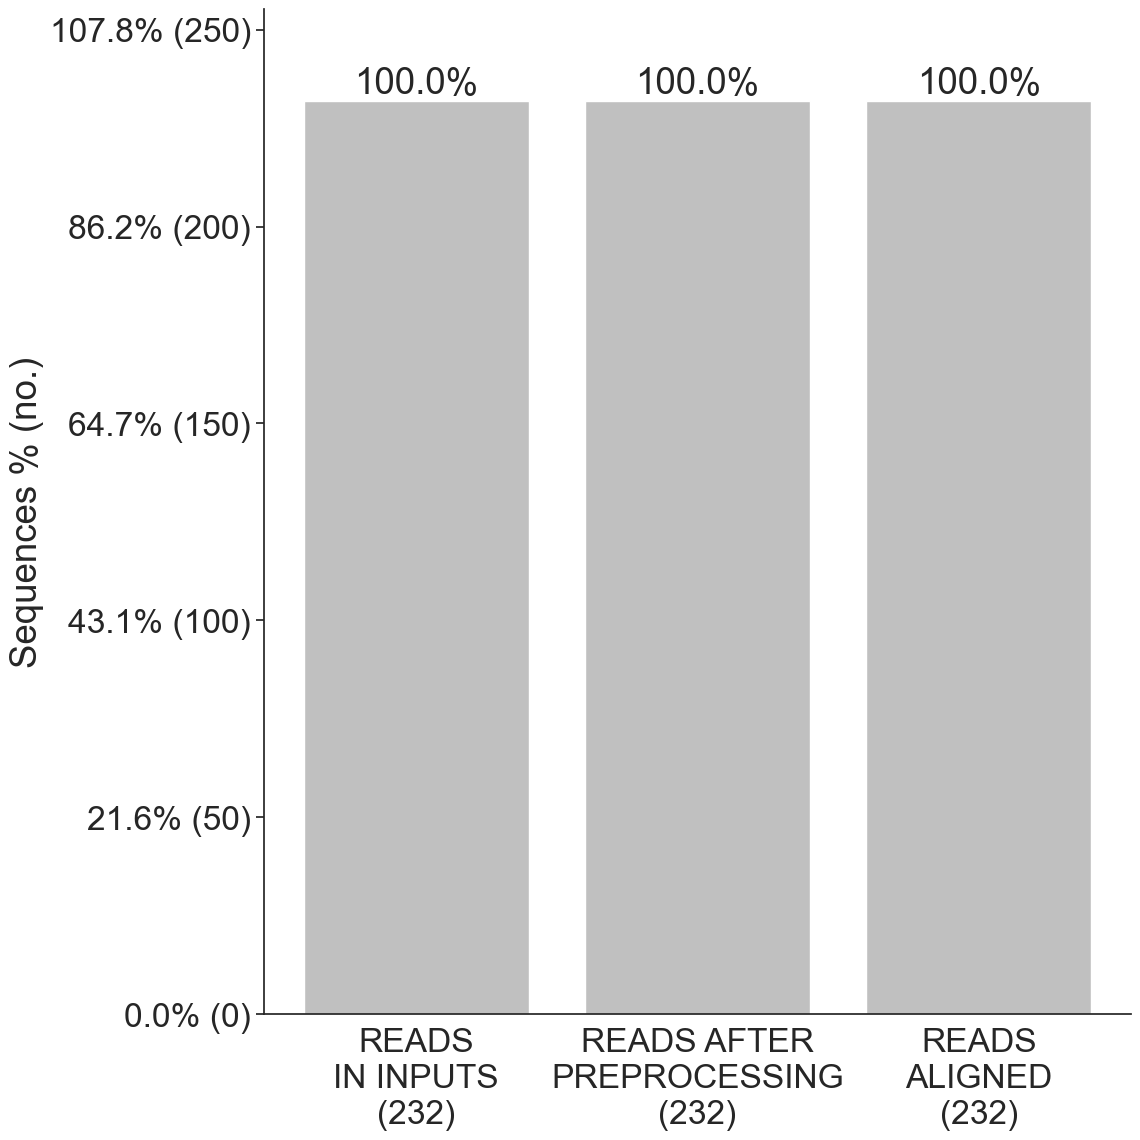 107.8% (250)
86.2% (200)
64.7% (150)
43.1% (100)
21.6% (50)
0.0% (0)
Sequences % (no.)
100.0%
100.0%
100.0%
READS
IN INPUTS
(232)
READS AFTER
PREPROCESSING
(232)
READS
ALIGNED
(232)